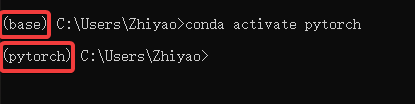 (base) C:\Users\Zhiyao>conda activate pytorch
(pytorch) C:\Users\Zhiyao>